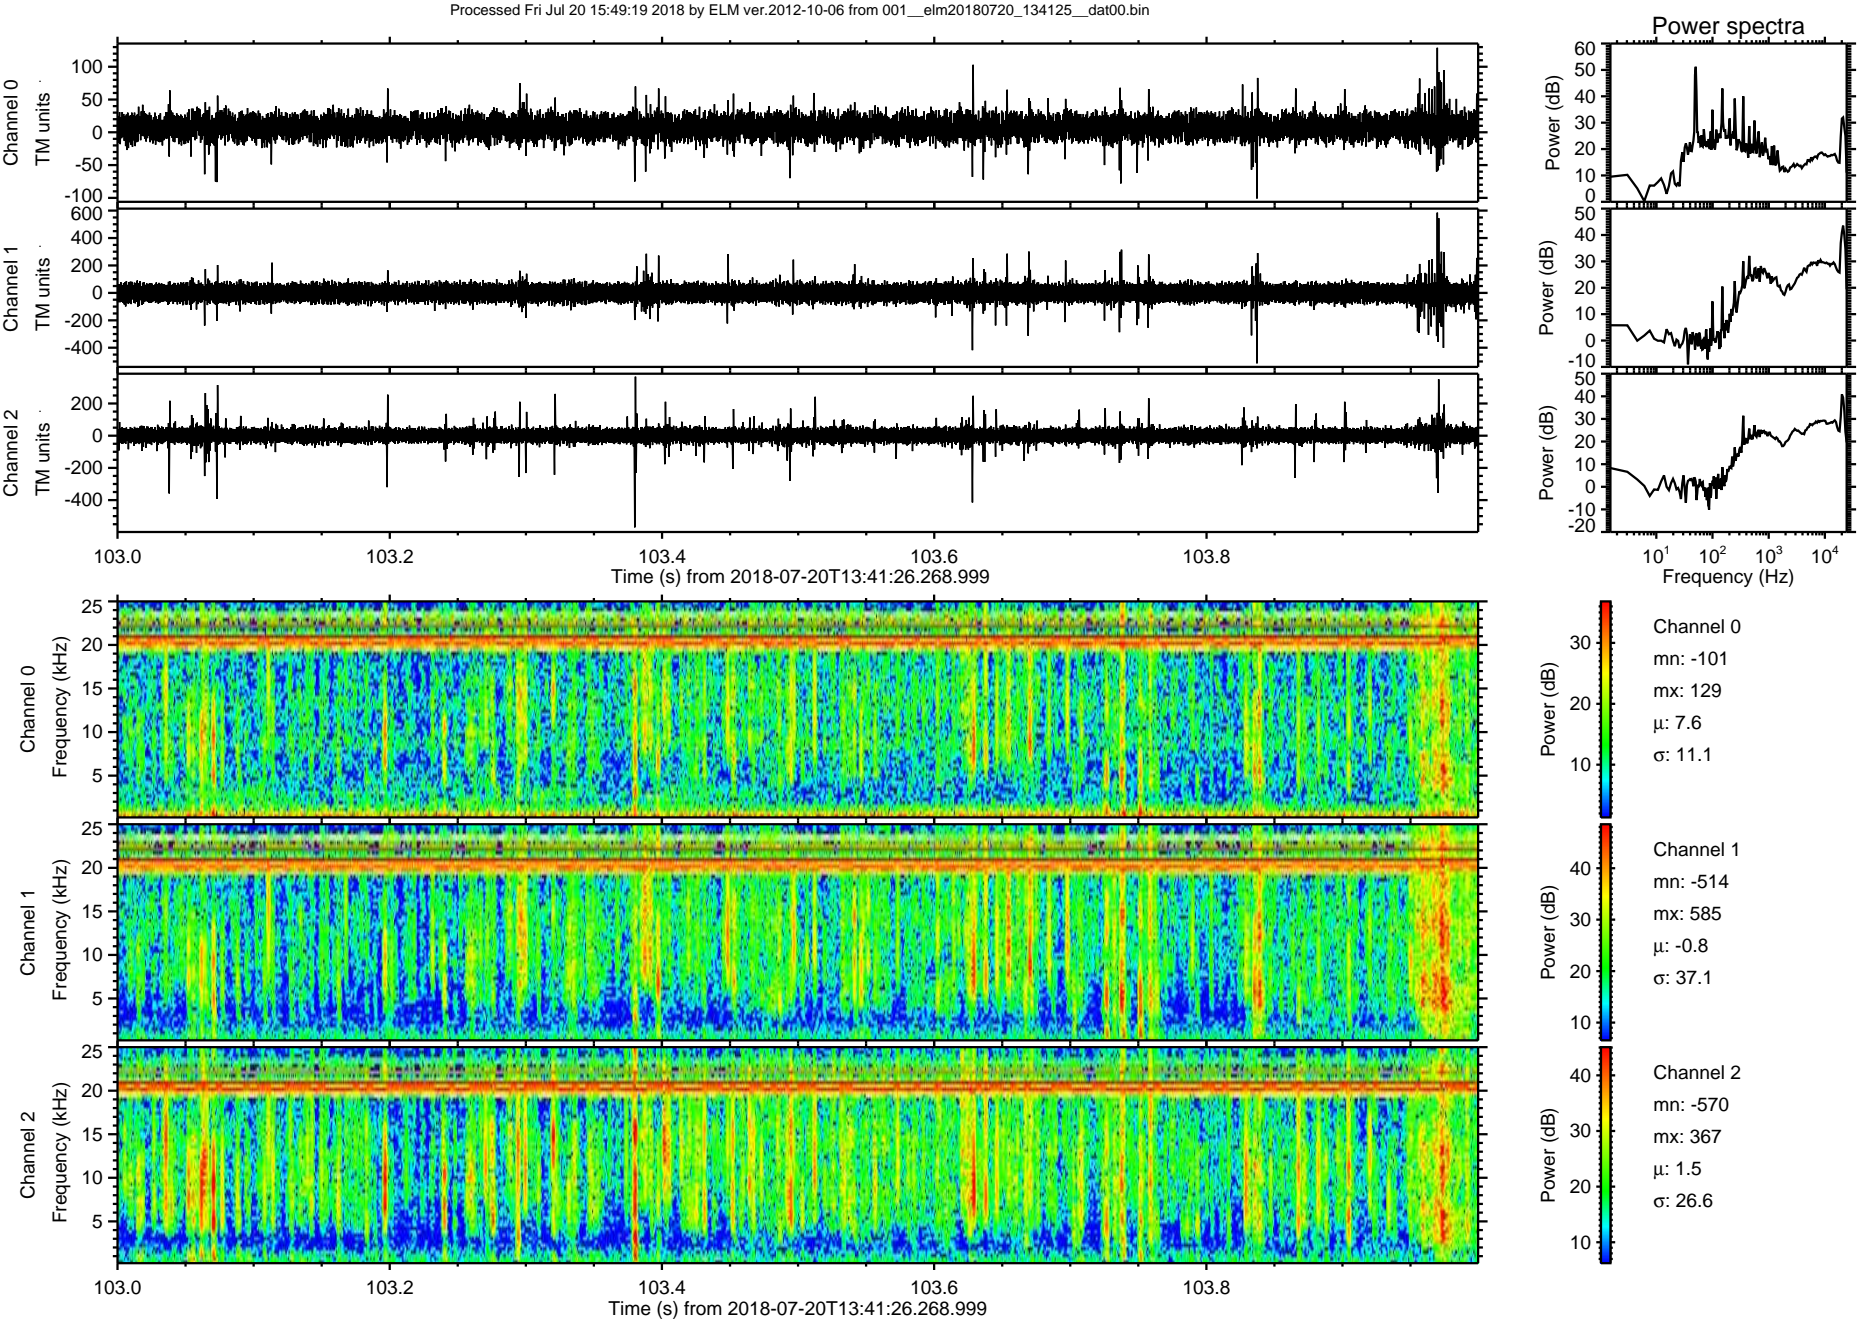 Processed Fri Jul 20 15:49:19 2018 by ELM ver.2012-10-06 from 001__elm20180720_134125__dat00.bin
Power spectra
Channel 0
TM units
100
50
0
-50
-100
Power (dB)
60
50
40
30
20
10
0
Channel 1
TM units
600
400
200
0
-200
-400
Power (dB)
50
40
30
20
10
0
-10
Channel 2
TM units
200
0
-200
-400
Power (dB)
50
40
30
20
10
0
-10
-20
103.0 103.2 103.4 103.6 103.8
Time (s) from 2018-07-20T13:41:26.268.999
10^1 10^2 10^3 10^4
Frequency (Hz)
Channel 0
Frequency (kHz)
25
20
15
10
5
Power (dB)
30
20
10
Channel 0
mn: -101
mx: 129
μ: 7.6
σ: 11.1
Channel 1
Frequency (kHz)
25
20
15
10
5
Power (dB)
40
30
20
10
Channel 1
mn: -514
mx: 585
μ: -0.8
σ: 37.1
Channel 2
Frequency (kHz)
25
20
15
10
5
Power (dB)
40
30
20
10
Channel 2
mn: -570
mx: 367
μ: 1.5
σ: 26.6
103.0 103.2 103.4 103.6 103.8
Time (s) from 2018-07-20T13:41:26.268.999